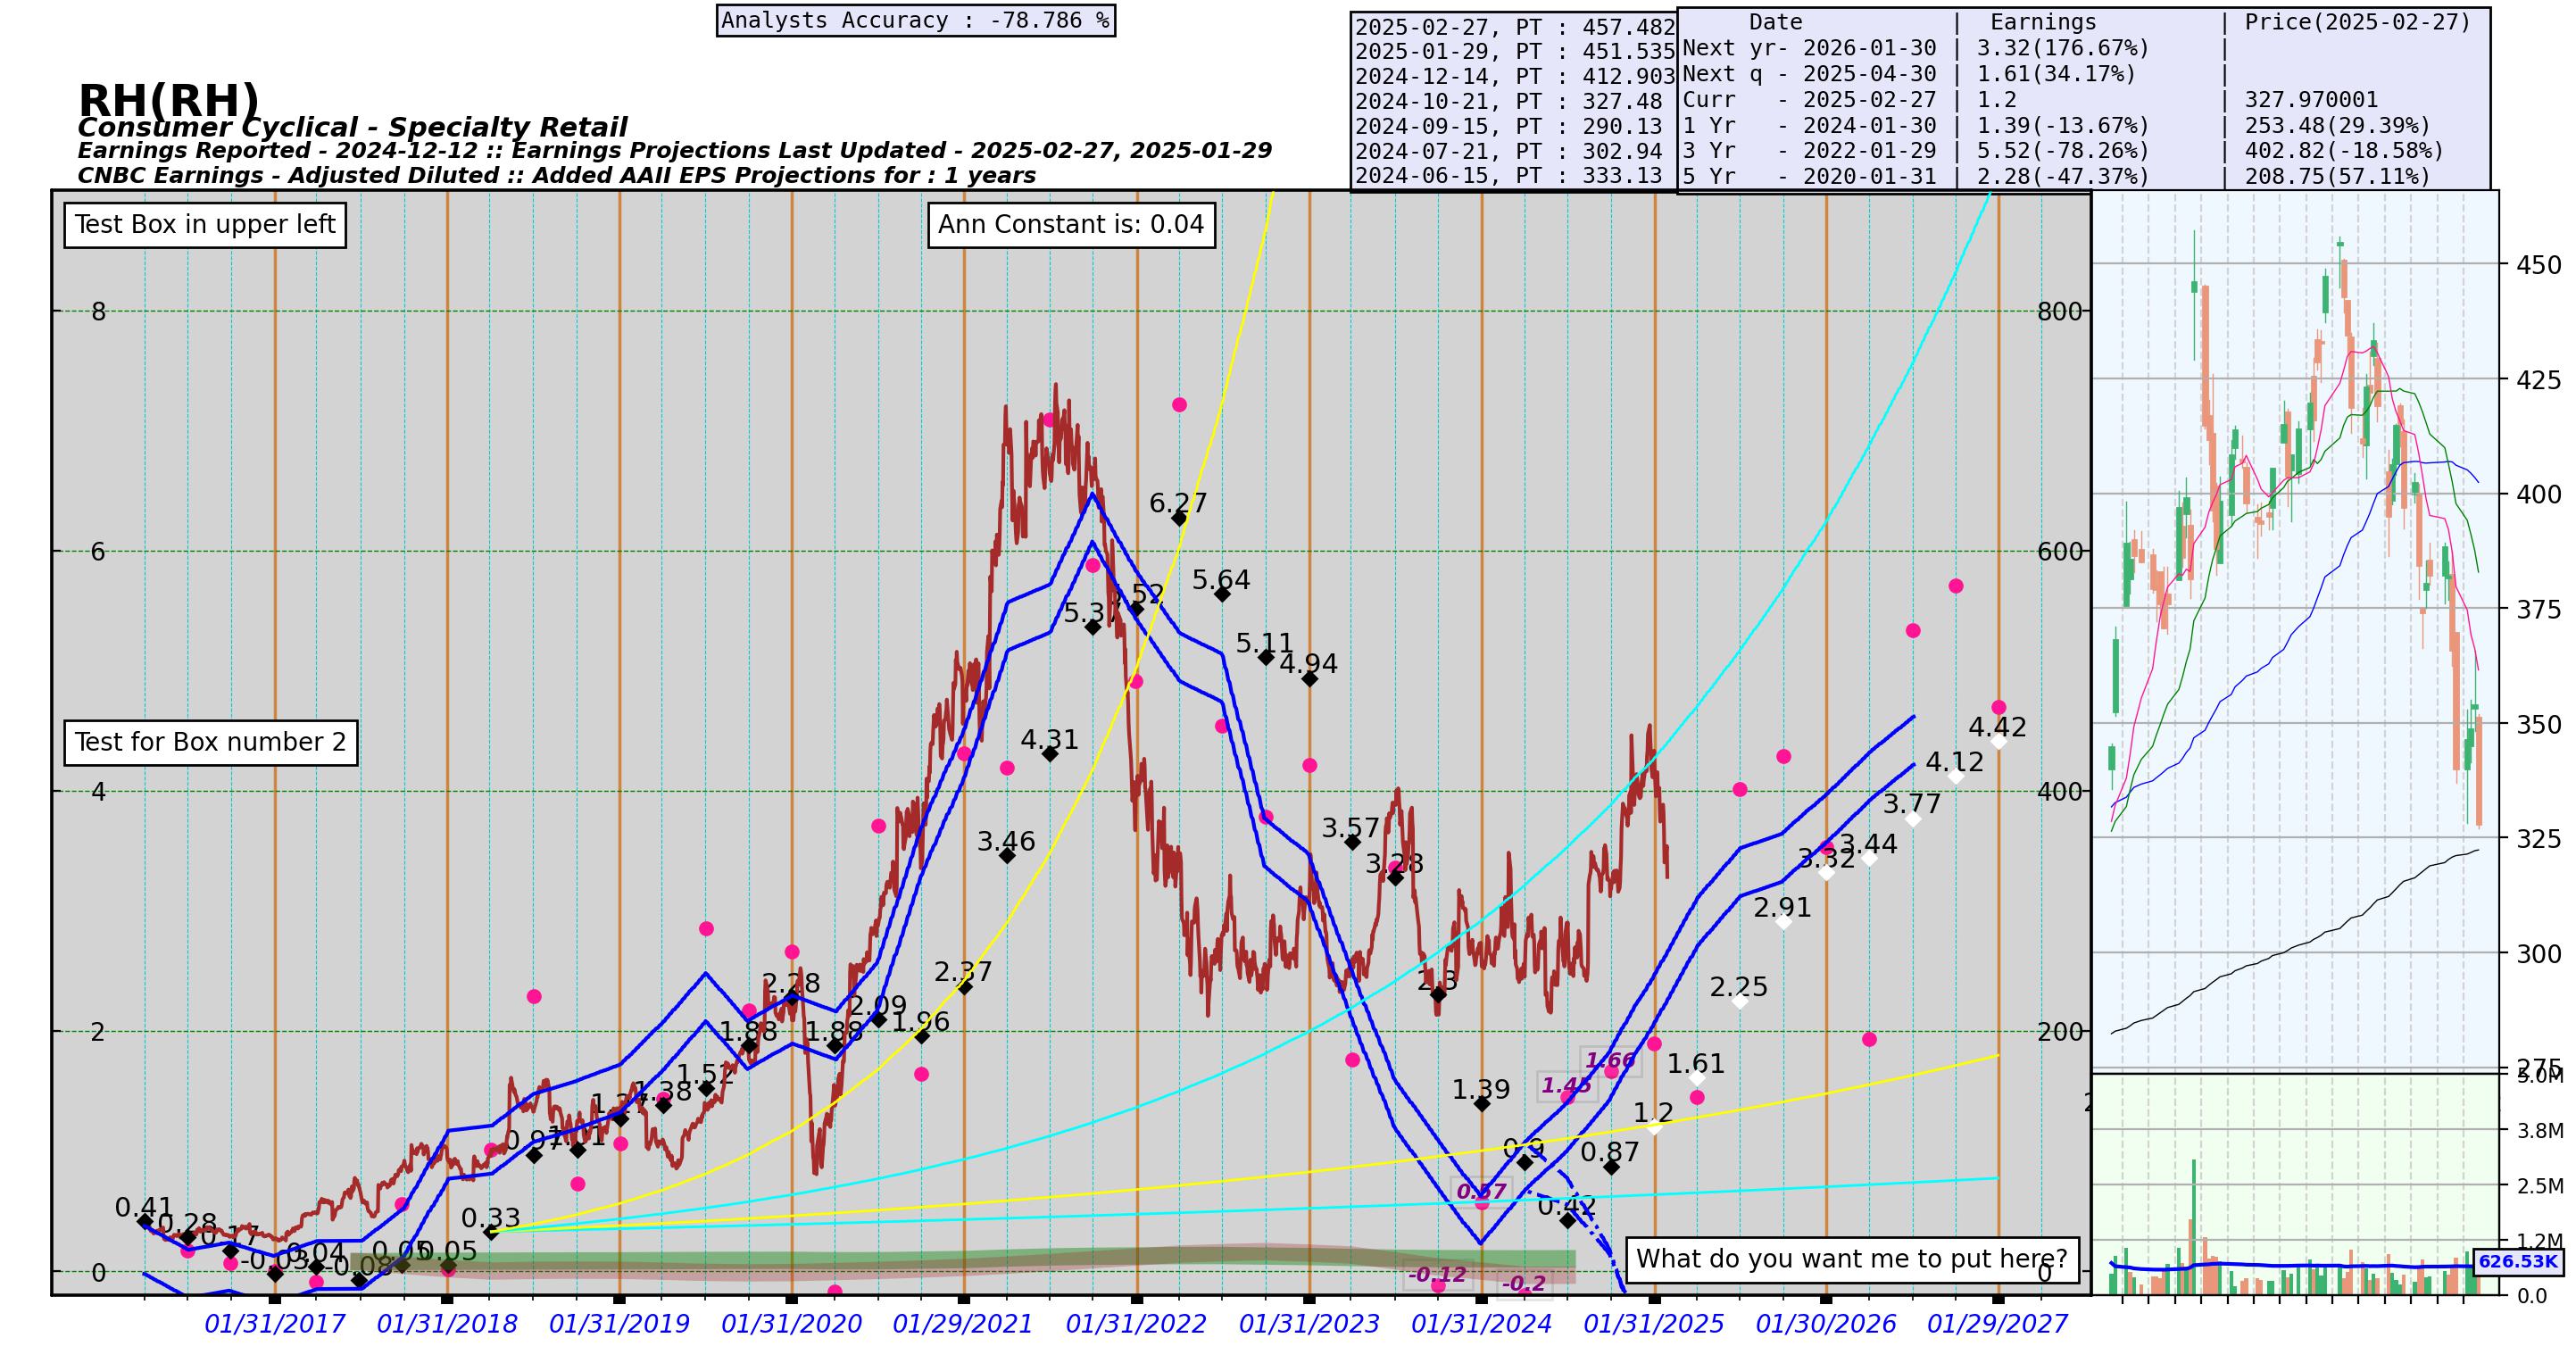 Analysts Accuracy : -78.786 %
2025-02-27, PT : 457.482
2025-01-29, PT : 451.535
2024-12-14, PT : 412.903
2024-10-21, PT : 327.48
2024-09-15, PT : 290.13
2024-07-21, PT : 302.94
2024-06-15, PT : 333.13
Date | Earnings | Price(2025-02-27)
Next yr- 2026-01-30 | 3.32(176.67%) |
Next q - 2025-04-30 | 1.61(34.17%) |
Curr - 2025-02-27 | 1.2 | 327.970001
1 Yr - 2024-01-30 | 1.39(-13.67%) | 253.48(29.39%)
3 Yr - 2022-01-29 | 5.52(-78.26%) | 402.82(-18.58%)
5 Yr - 2020-01-31 | 2.28(-47.37%) | 208.75(57.11%)
RH(RH)
Consumer Cyclical - Specialty Retail
Earnings Reported - 2024-12-12 :: Earnings Projections Last Updated - 2025-02-27, 2025-01-29
CNBC Earnings - Adjusted Diluted :: Added AAII EPS Projections for : 1 years
Test Box in upper left
Ann Constant is: 0.04
Test for Box number 2
What do you want me to put here?
8
6
4
2
0
800
600
400
200
0
0.41
0.28
0.17
-0.03
0.04
-0.08
0.05
0.05
0.33
0.97
1.27
1.38
1.52
1.88
2.28
1.88
2.09
1.96
2.37
3.46
4.31
5.37
6.27
5.64
5.11
4.94
3.57
3.28
2.3
1.39
0.9
0.42
0.87
1.2
1.61
2.25
2.91
3.32
3.44
3.77
4.12
4.42
-0.12
0.57
-0.2
1.45
1.66
450
425
400
375
350
325
300
275
5.0M
3.8M
2.5M
1.2M
626.53K
0.0
01/31/2017
01/31/2018
01/31/2019
01/31/2020
01/29/2021
01/31/2022
01/31/2023
01/31/2024
01/31/2025
01/30/2026
01/29/2027